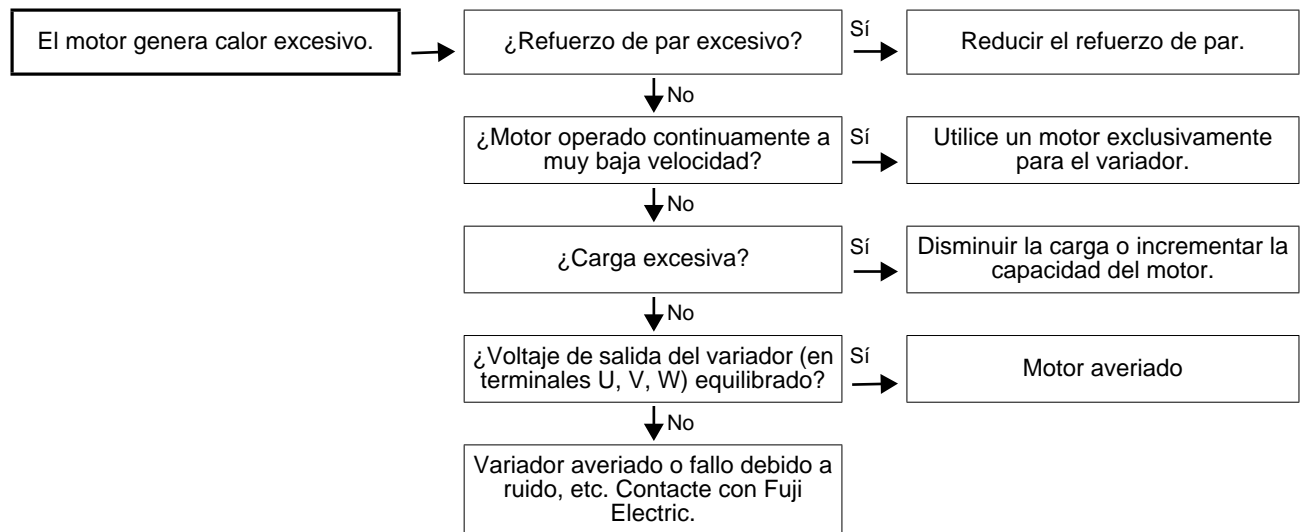 El motor genera calor excesivo.
¿Refuerzo de par excesivo?
Sí
Reducir el refuerzo de par.
No
¿Motor operado continuamente a
muy baja velocidad?
Sí
Utilice un motor exclusivamente
para el variador.
No
¿Carga excesiva?
Sí
Disminuir la carga o incrementar la
capacidad del motor.
No
¿Voltaje de salida del variador (en
terminales U, V, W) equilibrado?
Sí
Motor averiado
No
Variador averiado o fallo debido a
ruido, etc. Contacte con Fuji
Electric.